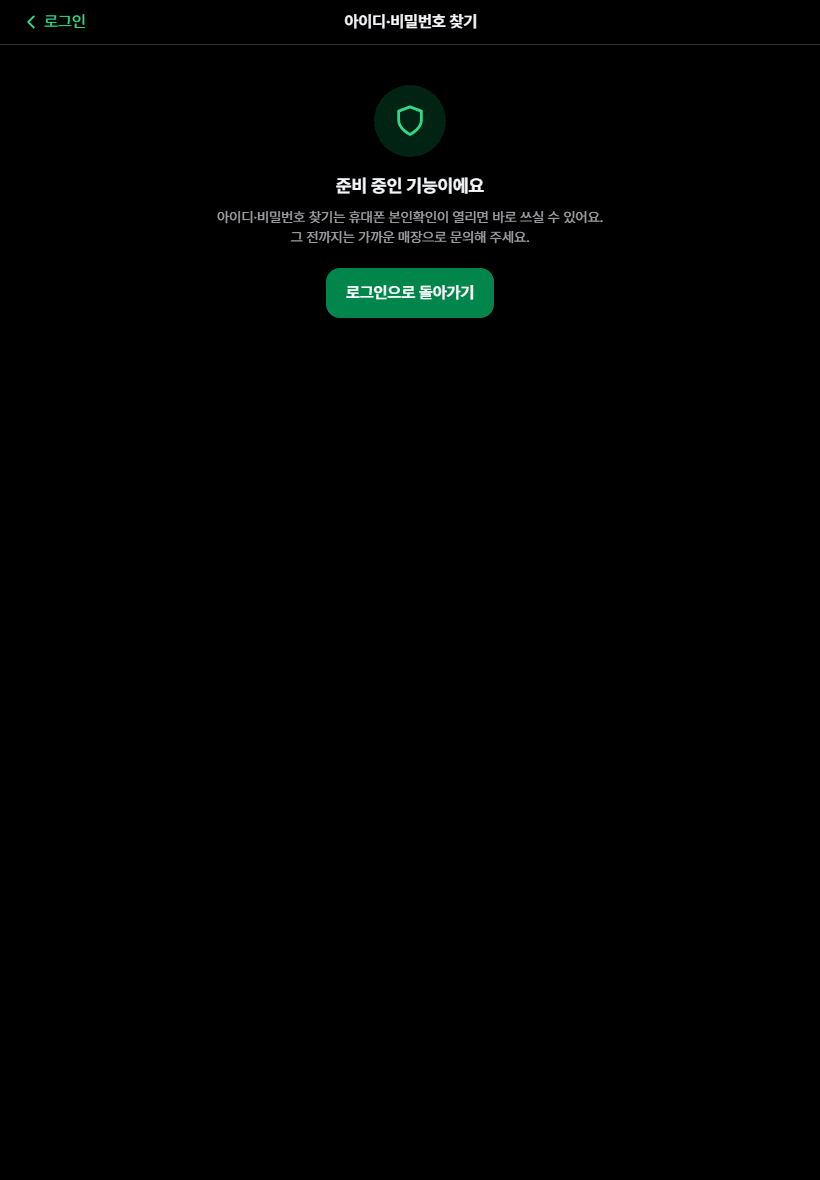 로그인
아이디·비밀번호 찾기
준비 중인 기능이에요
아이디·비밀번호 찾기는 휴대폰 본인확인이 열리면 바로 쓰실 수 있어요.
그 전까지는 가까운 매장으로 문의해 주세요.
로그인으로 돌아가기